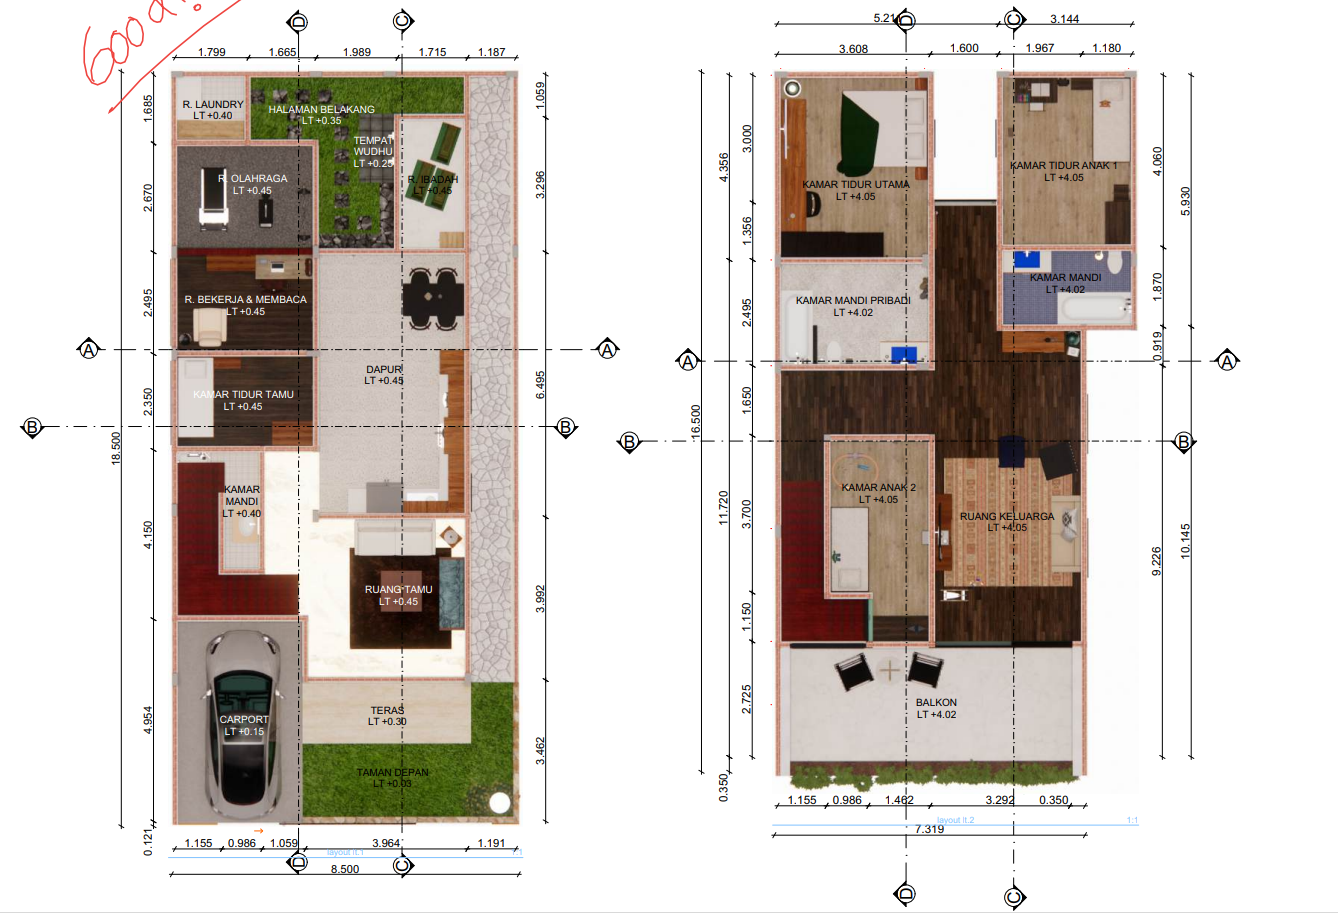 Good!
D
C
1.799
1.665
1.989
1.715
1.187
R. LAUNDRY
LT +0.40
HALAMAN BELAKANG
LT +0.35
TEMPAT
WUDHU
LT +0.25
R. OLAHRAGA
LT +0.45
R. IBADAH
LT +0.45
R. BEKERJA & MEMBACA
LT +0.45
KAMAR TIDUR TAMU
LT +0.45
DAPUR
LT +0.45
KAMAR
MANDI
LT +0.40
RUANG TAMU
LT +0.45
CARPORT
LT +0.15
TERAS
LT +0.30
TAMAN DEPAN
LT +0.03
1.685
2.670
2.495
2.350
4.150
4.954
0.121
18.500
1.059
3.296
6.495
3.992
3.462
A
A
B
B
1.155
0.986
1.059
3.964
1.191
layout lt.1
1:1
8.500
D
C
D
C
3.144
3.608
1.600
1.967
1.180
KAMAR TIDUR UTAMA
LT +4.05
KAMAR TIDUR ANAK 1
LT +4.05
KAMAR MANDI PRIBADI
LT +4.02
KAMAR MANDI
LT +4.02
KAMAR ANAK 2
LT +4.05
RUANG KELUARGA
LT +4.05
BALKON
LT +4.02
3.000
1.356
4.356
2.495
1.650
3.700
1.150
2.725
16.500
11.720
0.350
4.060
5.930
1.870
0.919
9.226
10.145
A
A
B
B
1.155
0.986
1.462
3.292
0.350
layout lt.2
1:1
7.319
D
C